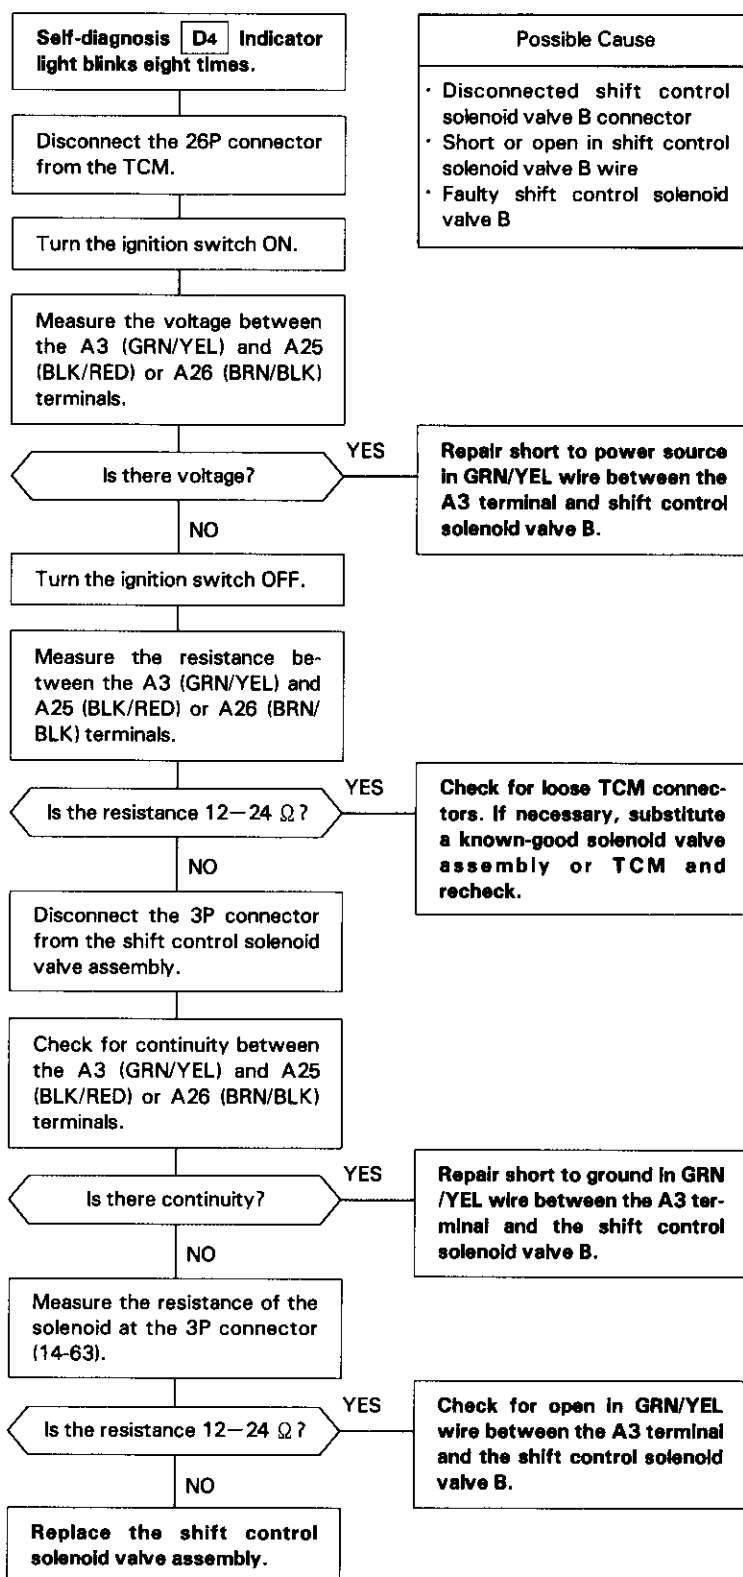 Self-diagnosis D4 Indicator
light blinks eight times.
Possible Cause
· Disconnected shift control
solenoid valve B connector
· Short or open in shift control
solenoid valve B wire
· Faulty shift control solenoid
valve B
Disconnect the 26P connector
from the TCM.
Turn the ignition switch ON.
Measure the voltage between
the A3 (GRN/YEL) and A25
(BLK/RED) or A26 (BRN/BLK)
terminals.
Is there voltage?
YES
Repair short to power source
in GRN/YEL wire between the
A3 terminal and shift control
solenoid valve B.
NO
Turn the ignition switch OFF.
Measure the resistance be-
tween the A3 (GRN/YEL) and
A25 (BLK/RED) or A26 (BRN/
BLK) terminals.
Is the resistance 12—24 Ω?
YES
Check for loose TCM connec-
tors. If necessary, substitute
a known-good solenoid valve
assembly or TCM and
recheck.
NO
Disconnect the 3P connector
from the shift control solenoid
valve assembly.
Check for continuity between
the A3 (GRN/YEL) and A25
(BLK/RED) or A26 (BRN/BLK)
terminals.
Is there continuity?
YES
Repair short to ground in GRN
/YEL wire between the A3 ter-
minal and the shift control
solenoid valve B.
NO
Measure the resistance of the
solenoid at the 3P connector
(14-63).
Is the resistance 12—24 Ω?
YES
Check for open in GRN/YEL
wire between the A3 terminal
and the shift control solenoid
valve B.
NO
Replace the shift control
solenoid valve assembly.